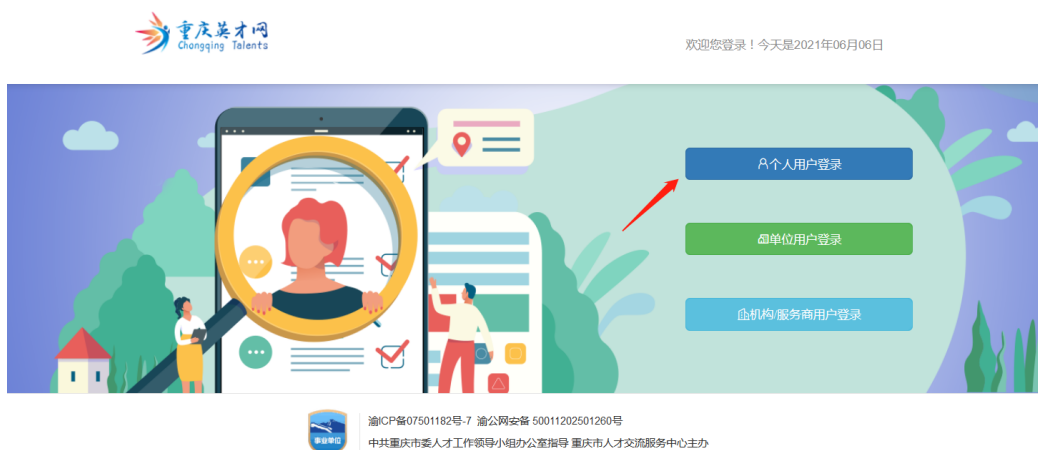 重庆英才网
Chongqing Talents
欢迎您登录！今天是2021年06月06日
个人用户登录
单位用户登录
机构/服务商用户登录
渝ICP备07501182号-7 渝公网安备 50011202501260号
中共重庆市委人才工作领导小组办公室指导 重庆市人才交流服务中心主办
事业单位